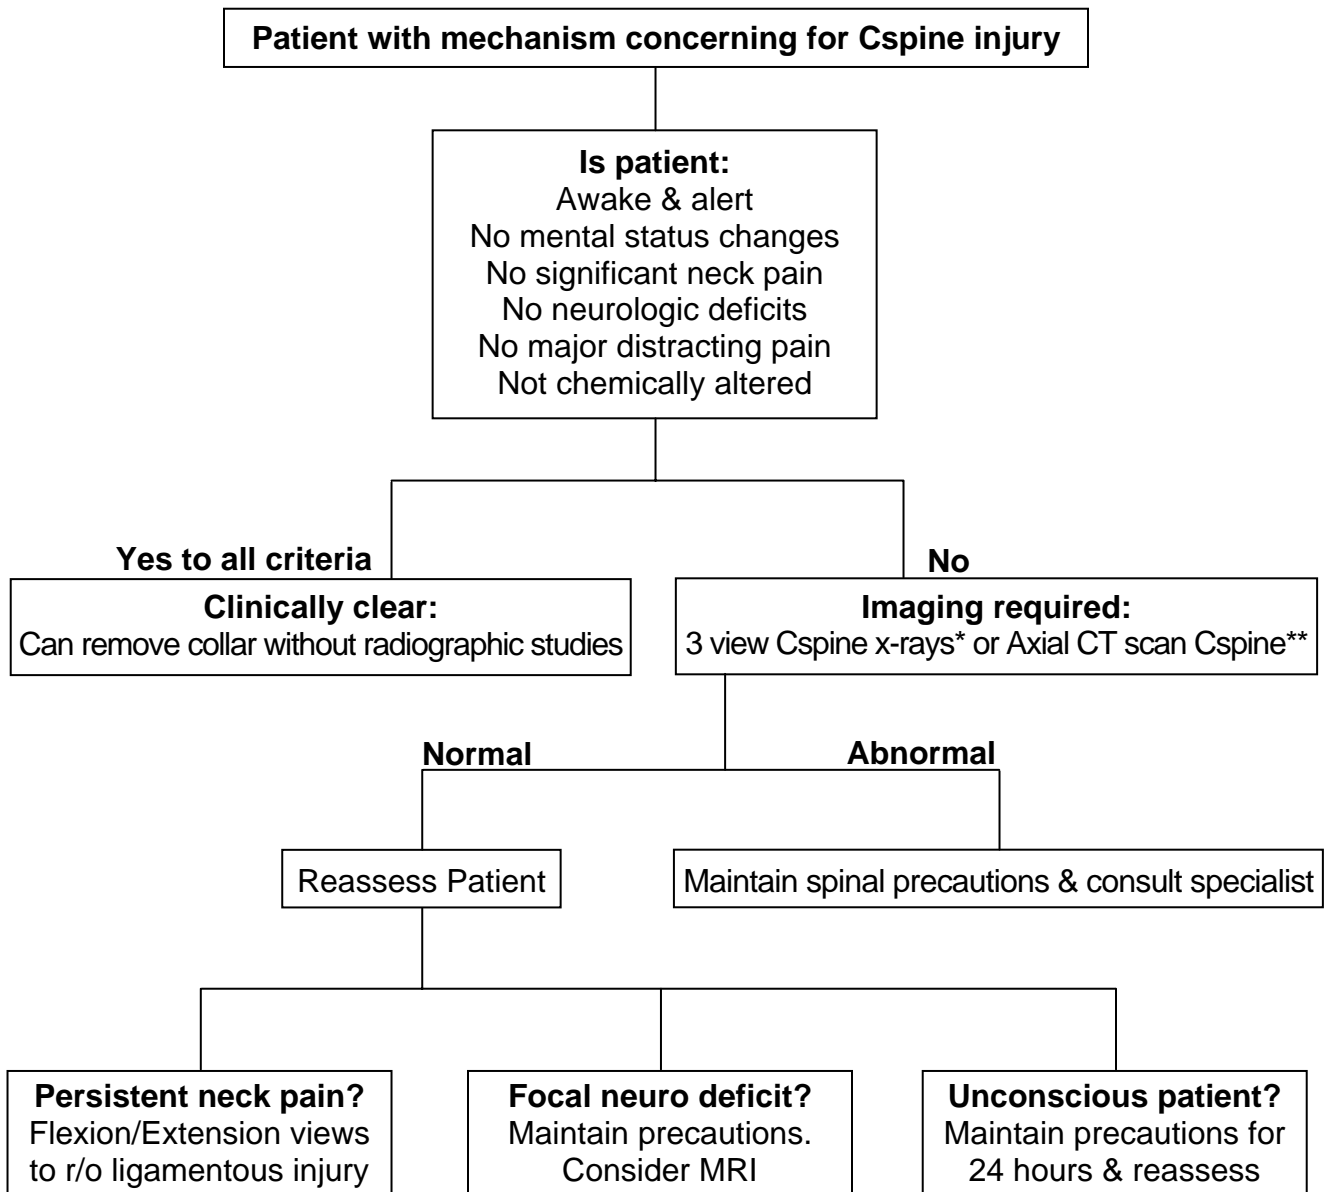 Patient with mechanism concerning for Cspine injury
Is patient:
Awake & alert
No mental status changes
No significant neck pain
No neurologic deficits
No major distracting pain
Not chemically altered
Yes to all criteria
No
Clinically clear:
Can remove collar without radiographic studies
Imaging required:
3 view Cspine x-rays* or Axial CT scan Cspine**
Normal
Abnormal
Reassess Patient
Maintain spinal precautions & consult specialist
Persistent neck pain?
Flexion/Extension views
to r/o ligamentous injury
Focal neuro deficit?
Maintain precautions.
Consider MRI
Unconscious patient?
Maintain precautions for
24 hours & reassess